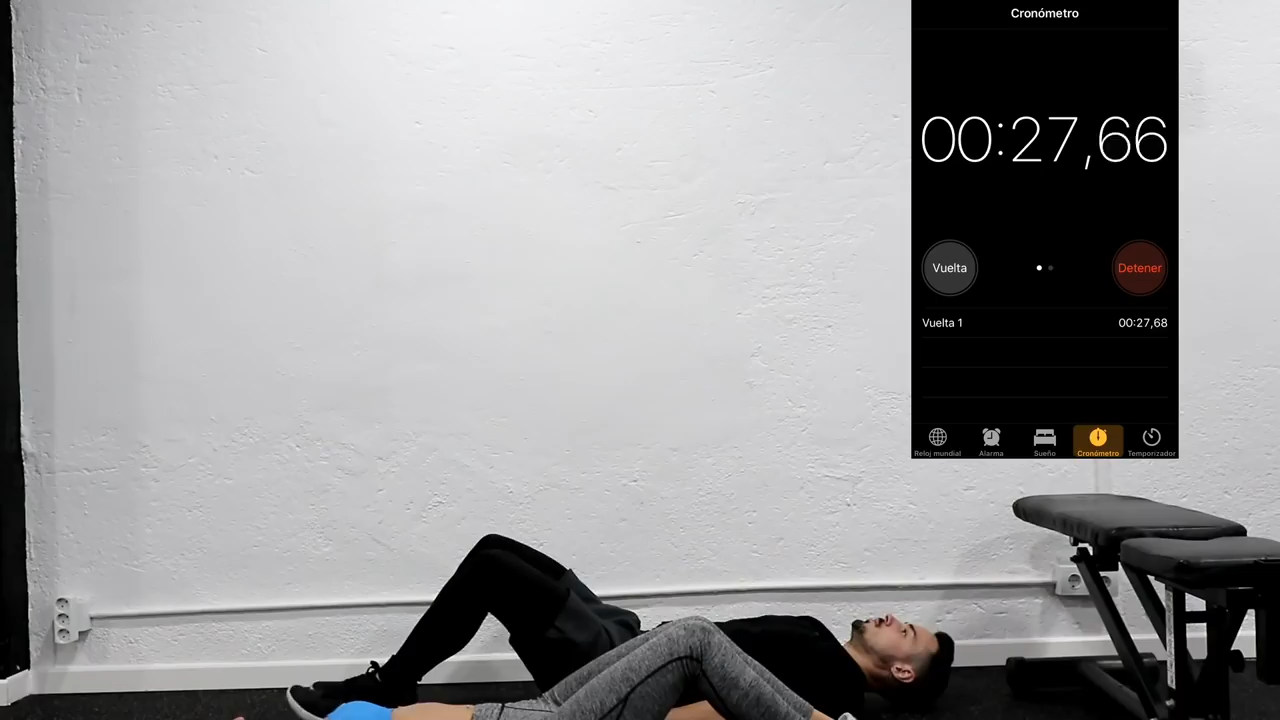 Cronómetro
00:27,66
Vuelta
Detener
Vuelta 1 00:27,68
Reloj mundial Alarma Sueño Cronómetro Temporizador